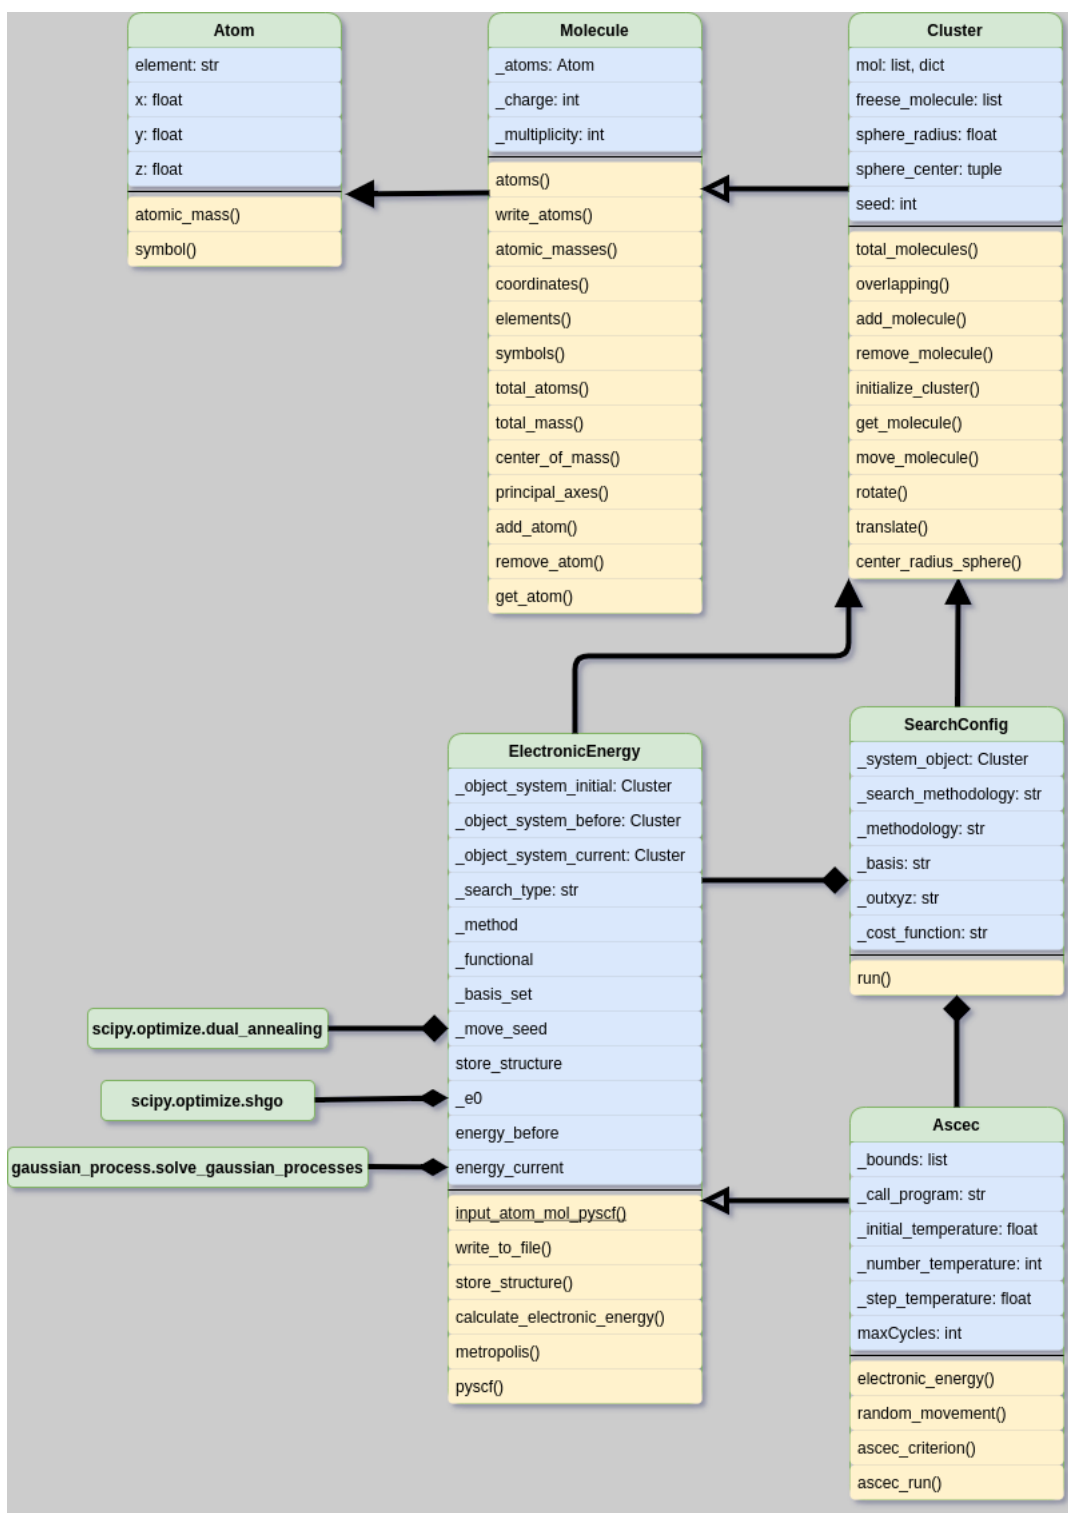 Atom
element: str
x: float
y: float
z: float
atomic_mass()
symbol()
Molecule
_atoms: Atom
_charge: int
_multiplicity: int
atoms()
write_atoms()
atomic_masses()
coordinates()
elements()
symbols()
total_atoms()
total_mass()
center_of_mass()
principal_axes()
add_atom()
remove_atom()
get_atom()
Cluster
mol: list, dict
freese_molecule: list
sphere_radius: float
sphere_center: tuple
seed: int
total_molecules()
overlapping()
add_molecule()
remove_molecule()
initialize_cluster()
get_molecule()
move_molecule()
rotate()
translate()
center_radius_sphere()
ElectronicEnergy
_object_system_initial: Cluster
_object_system_before: Cluster
_object_system_current: Cluster
_search_type: str
_method
_functional
_basis_set
_move_seed
store_structure
_e0
energy_before
energy_current
input_atom_mol_pyscf()
write_to_file()
store_structure()
calculate_electronic_energy()
metropolis()
pyscf()
SearchConfig
_system_object: Cluster
_search_methodology: str
_methodology: str
_basis: str
_outxyz: str
_cost_function: str
run()
scipy.optimize.dual_annealing
scipy.optimize.shgo
gaussian_process.solve_gaussian_processes
Ascec
_bounds: list
_call_program: str
_initial_temperature: float
_number_temperature: int
_step_temperature: float
maxCycles: int
electronic_energy()
random_movement()
ascec_criterion()
ascec_run()